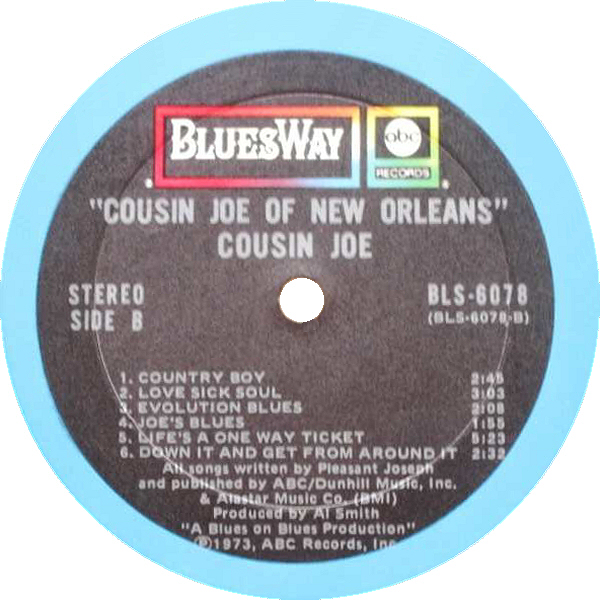 BLUESWAY
abc
RECORDS
"COUSIN JOE OF NEW ORLEANS"
COUSIN JOE
STEREO
SIDE B
BLS-6078
(BLS-6078-B)
1. COUNTRY BOY 2:45
2. LOVE SICK SOUL 3:03
3. EVOLUTION BLUES 2:08
4. JOE'S BLUES 1:55
5. LIFE'S A ONE WAY TICKET 5:23
6. DOWN IT AND GET FROM AROUND IT 2:32
All songs written by Pleasant Joseph
and published by ABC/Dunhill Music, Inc.
& Alastar Music Co. (BMI)
Produced by Al Smith
"A Blues on Blues Production"
Ⓟ1973, ABC Records, Inc